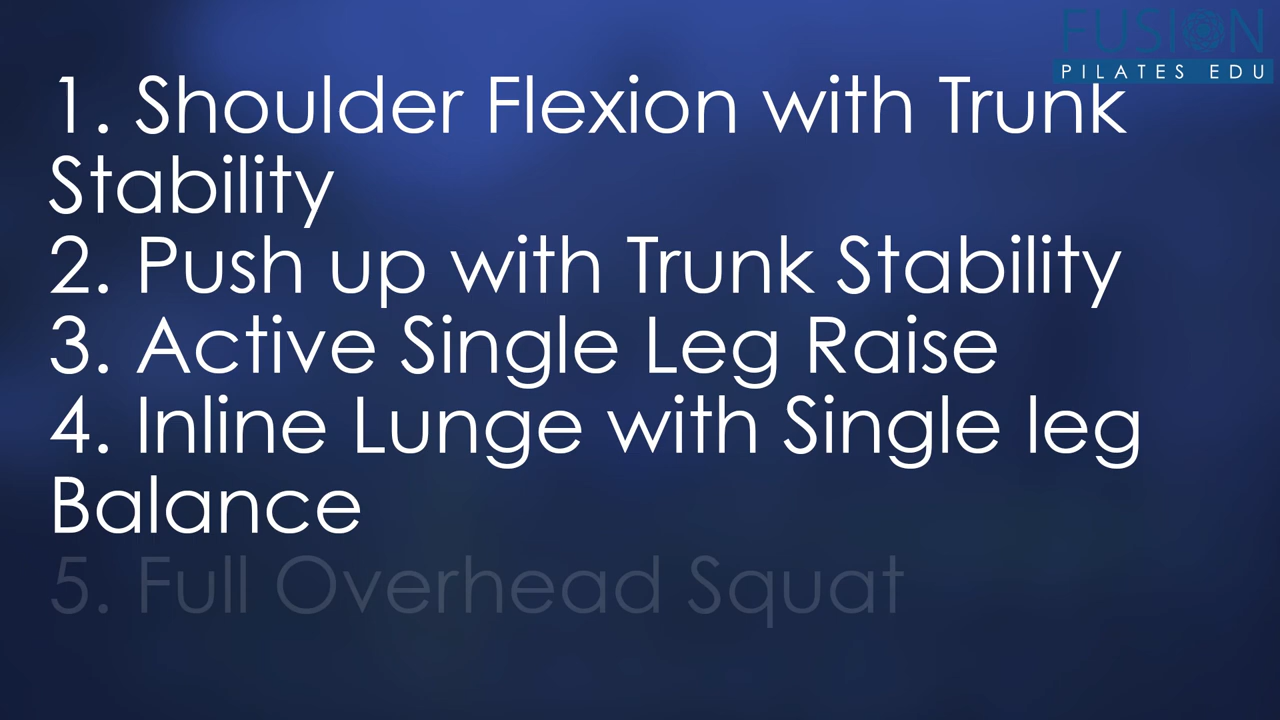 FUSION
PILATES EDU
1. Shoulder Flexion with Trunk
Stability
2. Push up with Trunk Stability
3. Active Single Leg Raise
4. Inline Lunge with Single leg
Balance
5. Full Overhead Squat